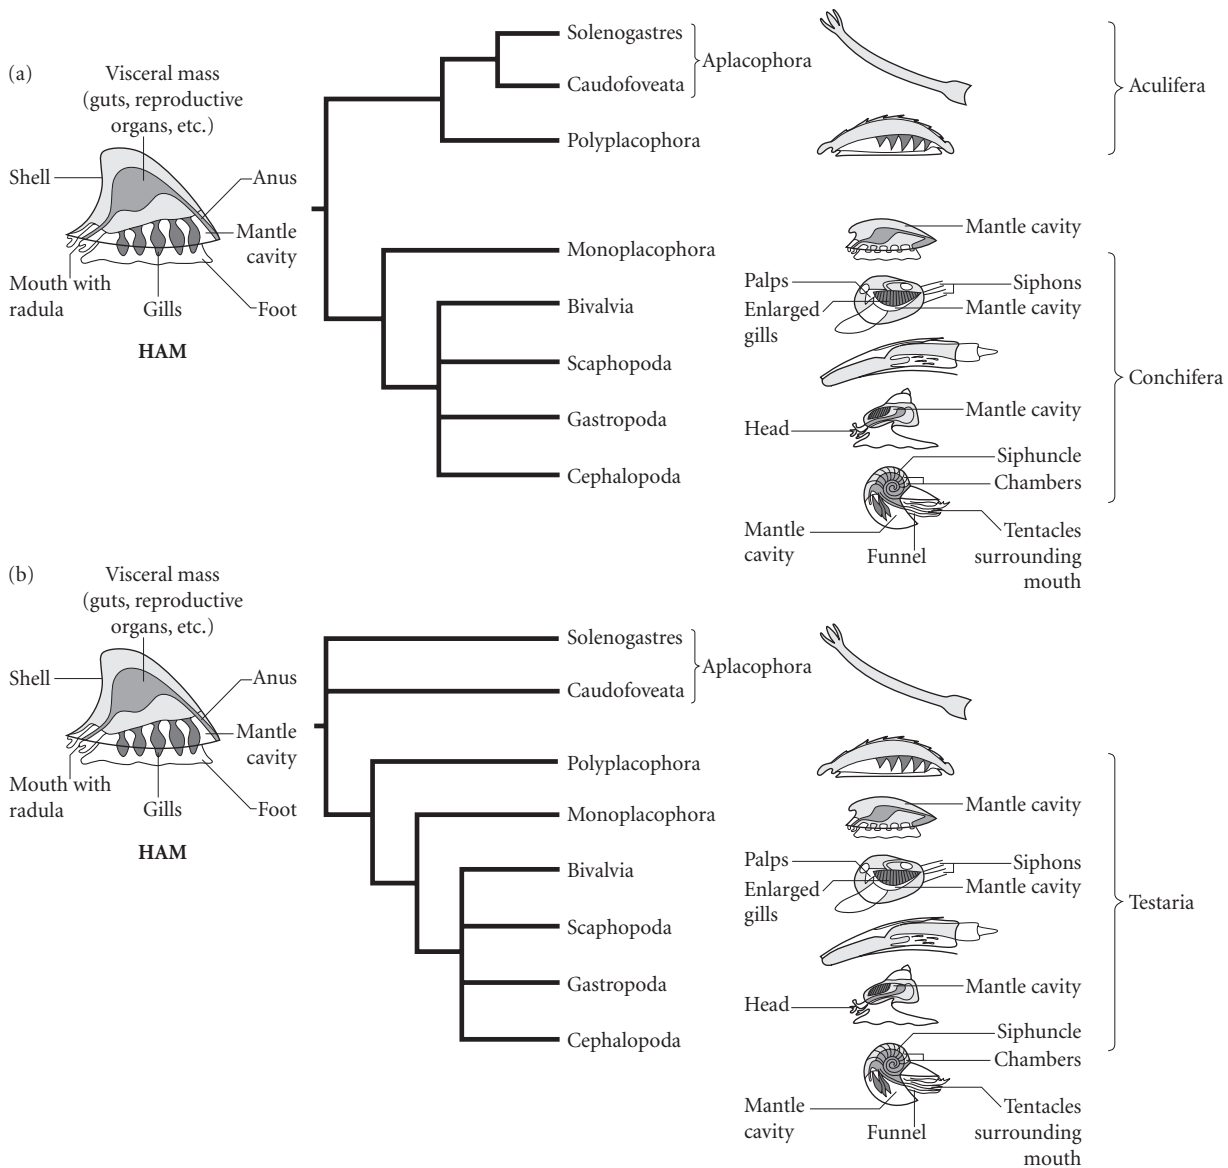 (a)
Visceral mass
(guts, reproductive
organs, etc.)
Shell
Anus
Mantle
cavity
Mouth with
radula
Gills
Foot
HAM
Solenogastres
Caudofoveata
Aplacophora
Polyplacophora
Aculifera
Monoplacophora
Mantle cavity
Bivalvia
Palps
Enlarged
gills
Siphons
Mantle cavity
Scaphopoda
Gastropoda
Head
Mantle cavity
Cephalopoda
Siphuncle
Chambers
Mantle
cavity
Funnel
Tentacles
surrounding
mouth
Conchifera
(b)
Visceral mass
(guts, reproductive
organs, etc.)
Shell
Anus
Mantle
cavity
Mouth with
radula
Gills
Foot
HAM
Solenogastres
Caudofoveata
Aplacophora
Polyplacophora
Monoplacophora
Mantle cavity
Bivalvia
Palps
Enlarged
gills
Siphons
Mantle cavity
Scaphopoda
Gastropoda
Head
Mantle cavity
Cephalopoda
Siphuncle
Chambers
Mantle
cavity
Funnel
Tentacles
surrounding
mouth
Testaria